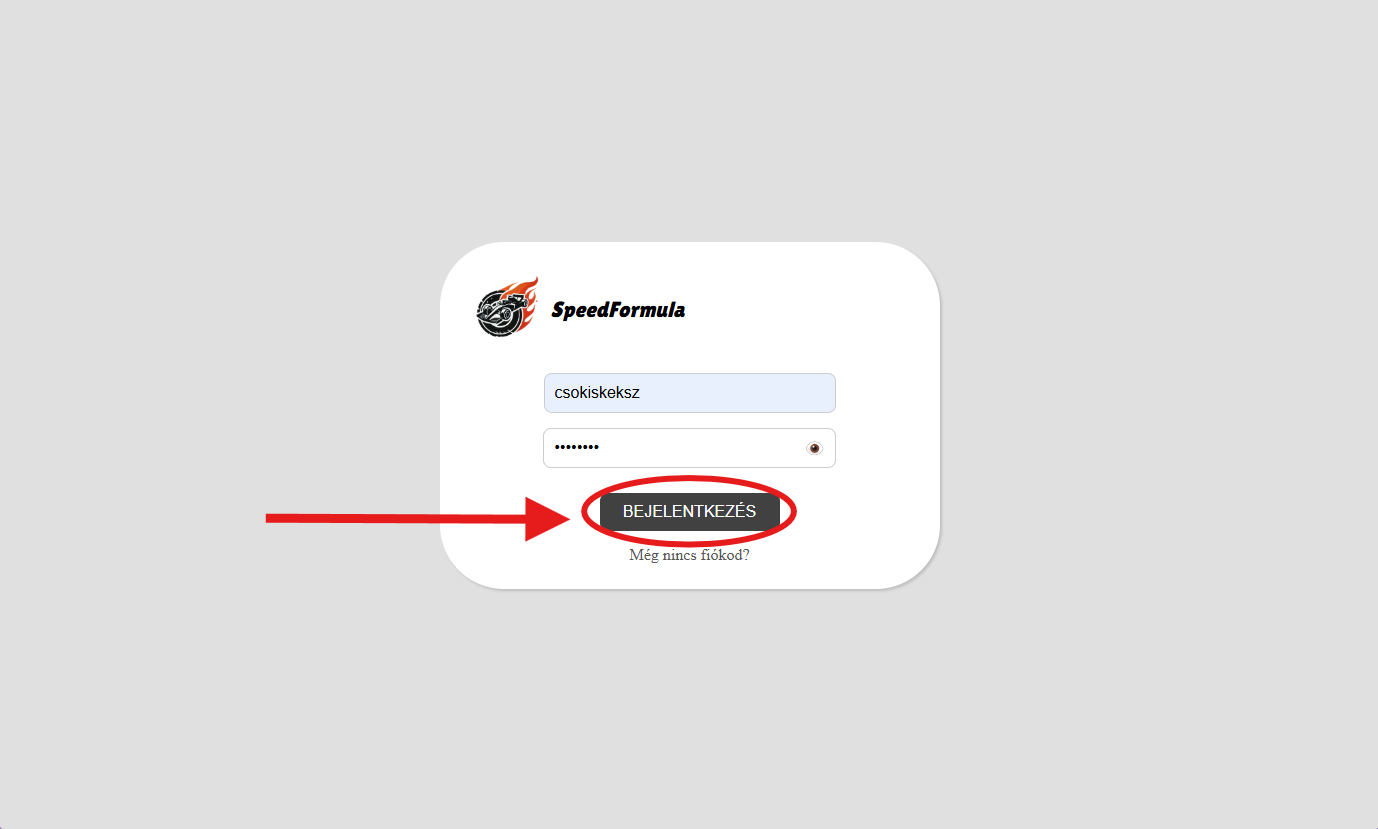 SpeedFormula
csokiskeksz
••••••••
BEJELENTKEZÉS
Még nincs fiókod?